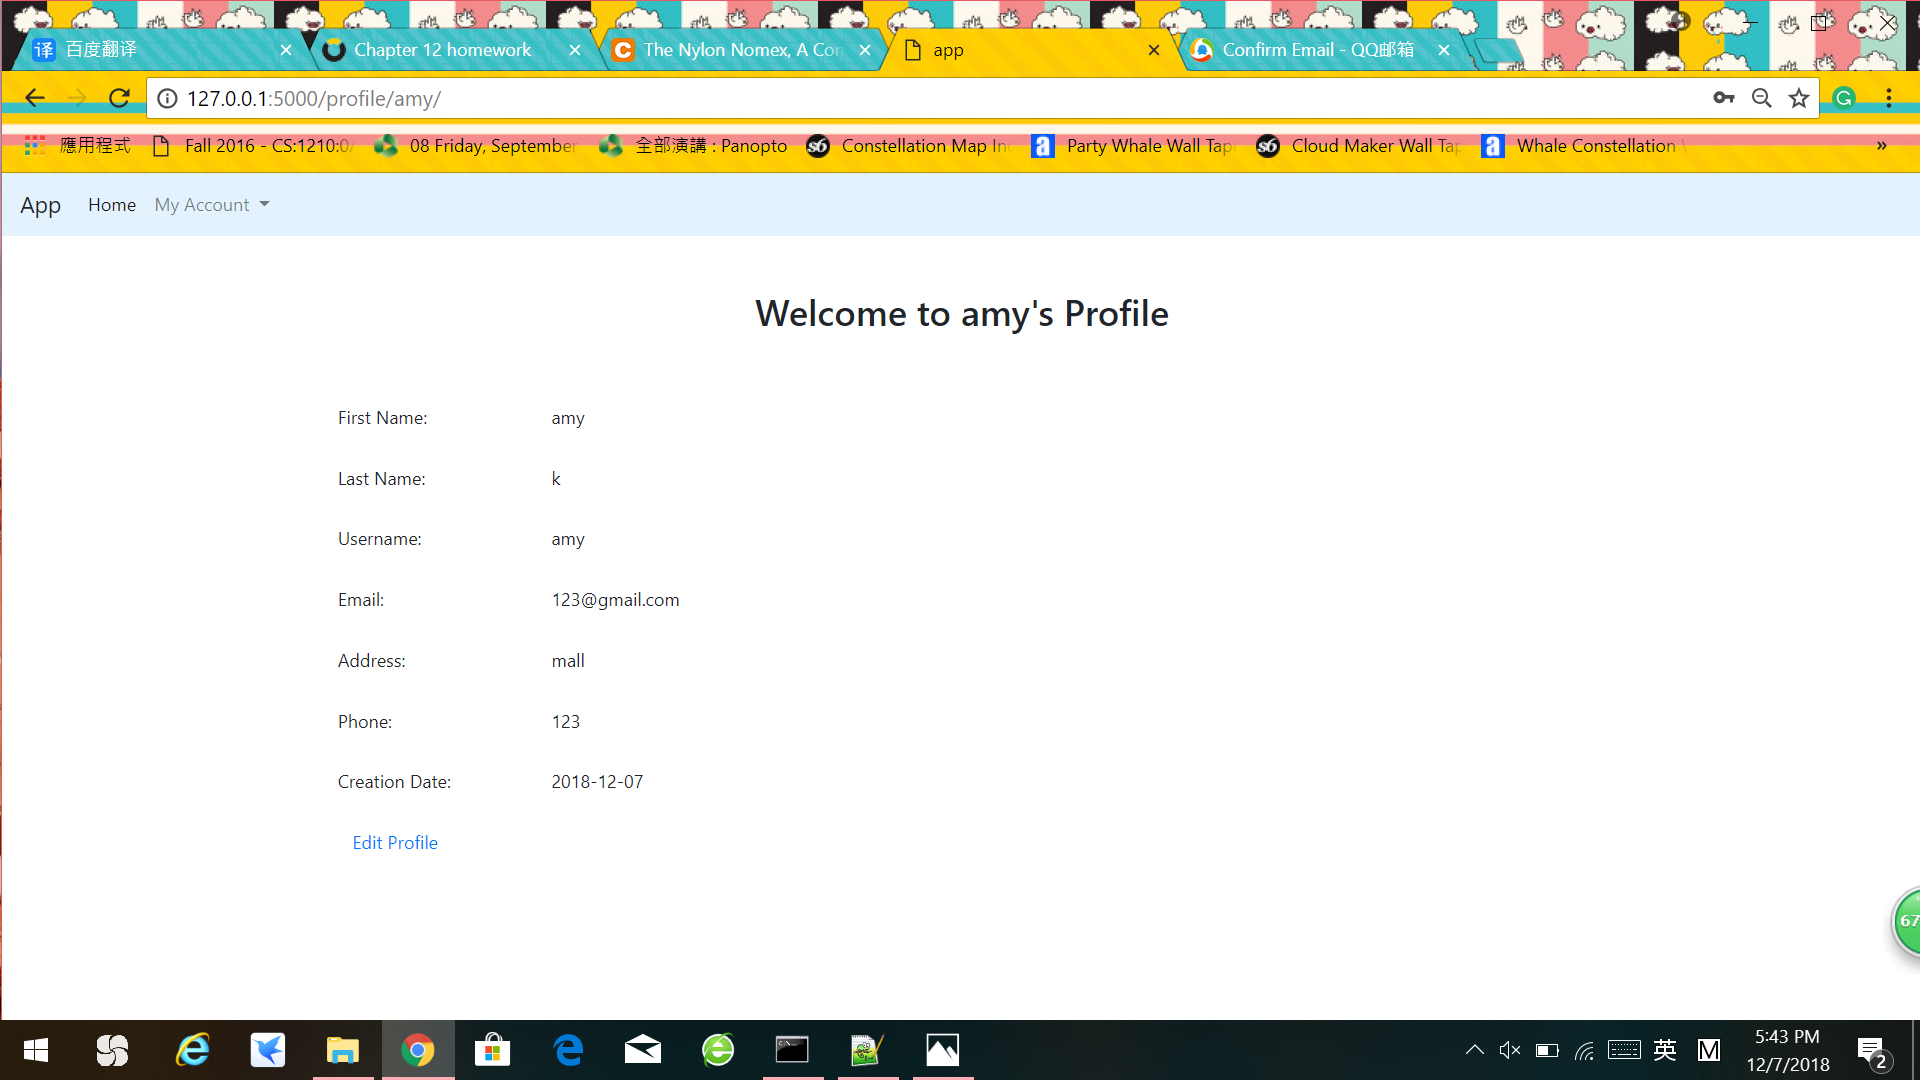 百度翻译
Chapter 12 homework
The Nylon Nomex, A Con
app
Confirm Email - QQ邮箱
127.0.0.1:5000/profile/amy/
應用程式
Fall 2016 - CS:1210:0
08 Friday, September
全部演講 : Panopto
Constellation Map In
Party Whale Wall Tap
Cloud Maker Wall Tap
Whale Constellation
App
Home
My Account
Welcome to amy's Profile
First Name: amy
Last Name: k
Username: amy
Email: 123@gmail.com
Address: mall
Phone: 123
Creation Date: 2018-12-07
Edit Profile
67
英
5:43 PM
12/7/2018
2